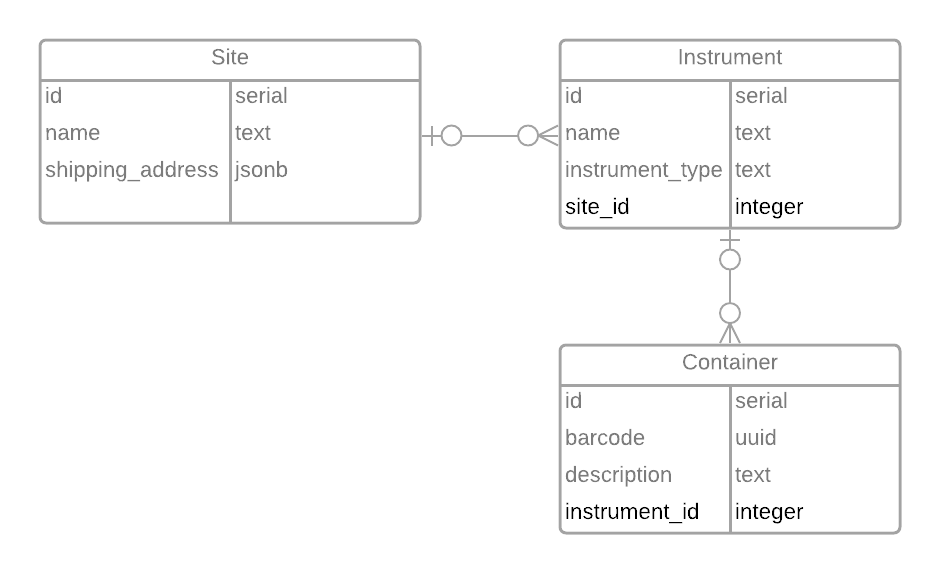 Site
id serial
name text
shipping_address jsonb
Instrument
id serial
name text
instrument_type text
site_id integer
Container
id serial
barcode uuid
description text
instrument_id integer